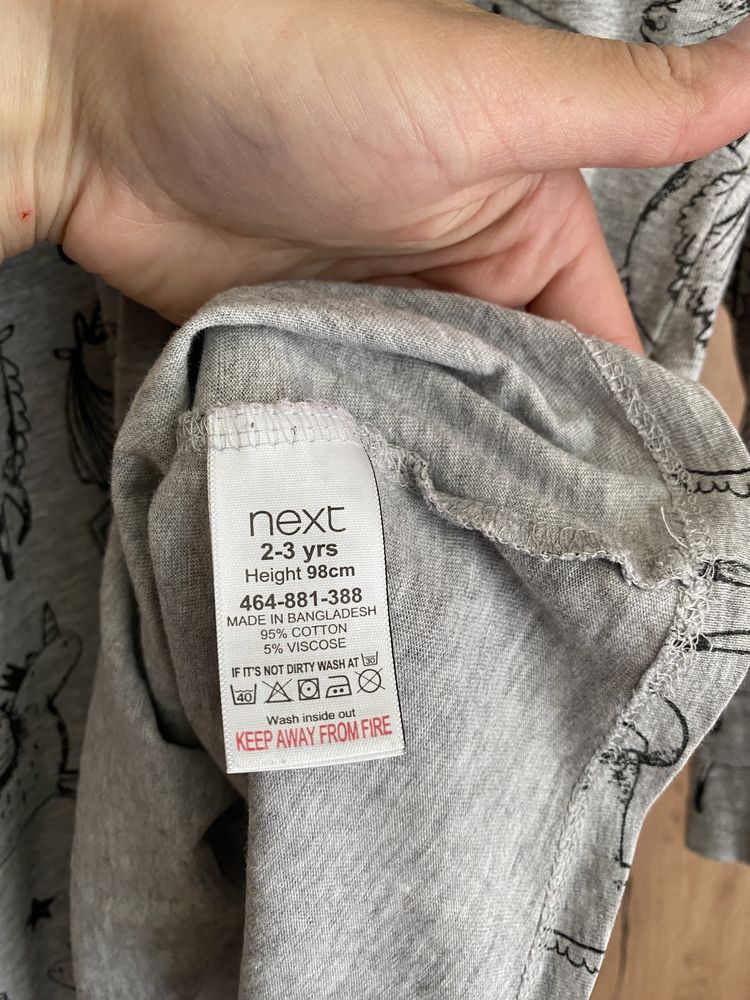 next
2-3 yrs
Height 98cm
464-881-388
MADE IN BANGLADESH
95% COTTON
5% VISCOSE
IF IT'S NOT DIRTY WASH AT 30
40
Wash inside out
KEEP AWAY FROM FIRE